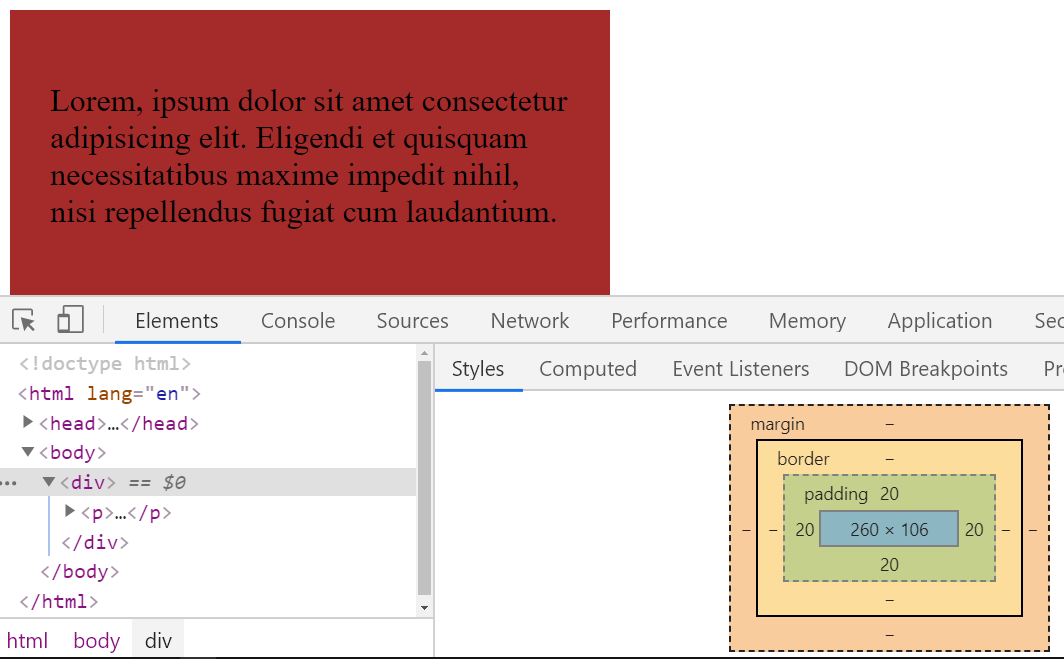 Lorem, ipsum dolor sit amet consectetur
adipisicing elit. Eligendi et quisquam
necessitatibus maxime impedit nihil,
nisi repellendus fugiat cum laudantium.
Elements Console Sources Network Performance Memory Application Sec
<!doctype html>
<html lang="en">
<head>…</head>
<body>
<div> == $0
<p>…</p>
</div>
</body>
</html>
html body div
Styles Computed Event Listeners DOM Breakpoints Pr
margin –
border –
padding 20
– – 20 260 × 106 20 – –
20
–
–